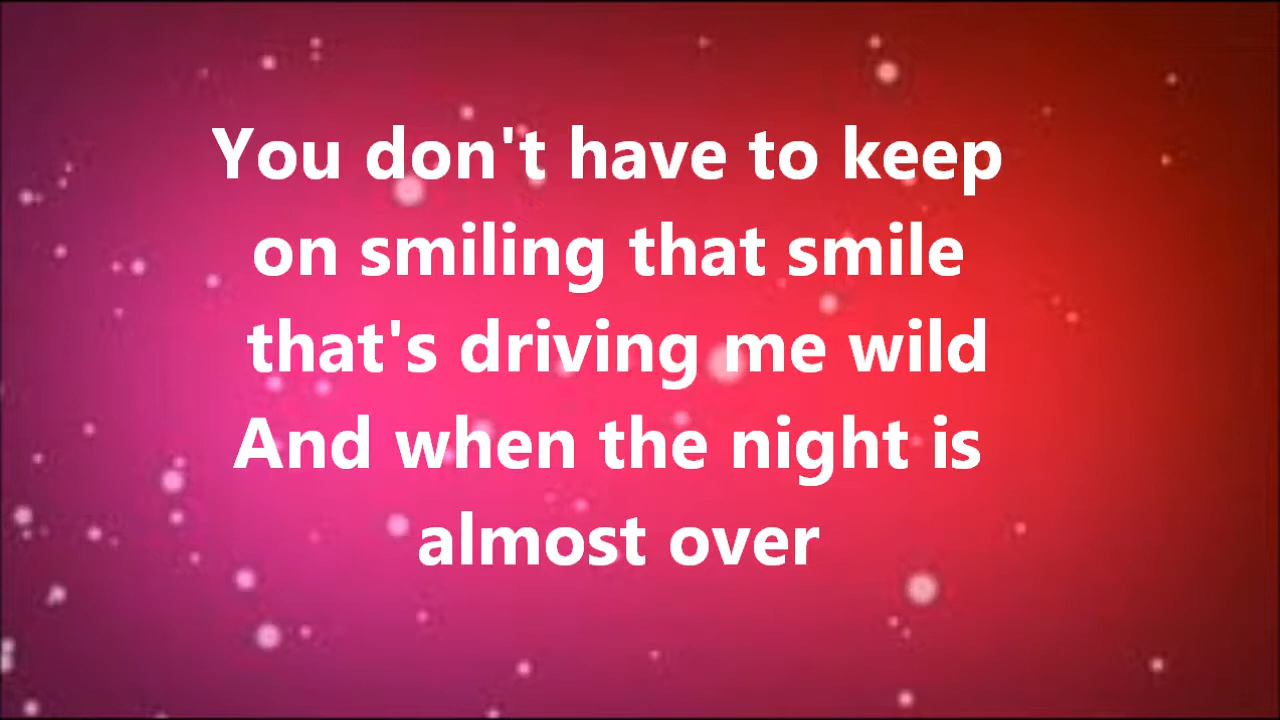 You don't have to keep
on smiling that smile
that's driving me wild
And when the night is
almost over